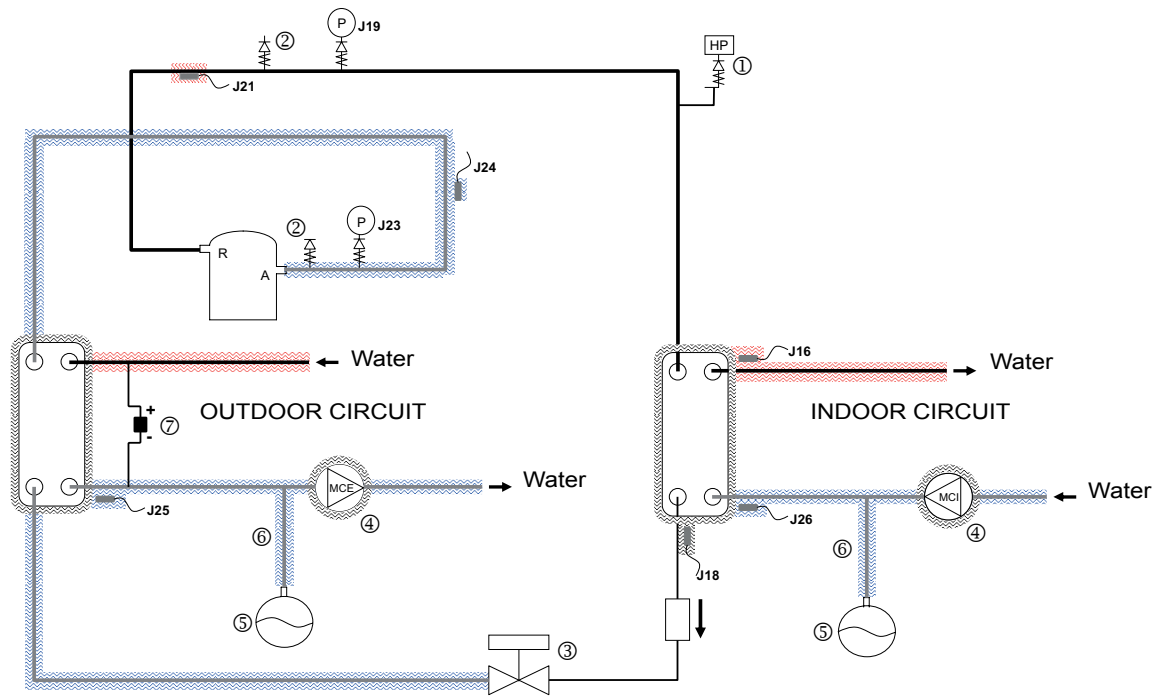 P J19
②
HP
①
J21
J24
②
P
J23
R
A
Water
J16
Water
+
⑦
-
OUTDOOR CIRCUIT
INDOOR CIRCUIT
MCE
Water
MCI
Water
J25
④
J26
④
⑥
J18
⑥
⑤
⑤
③